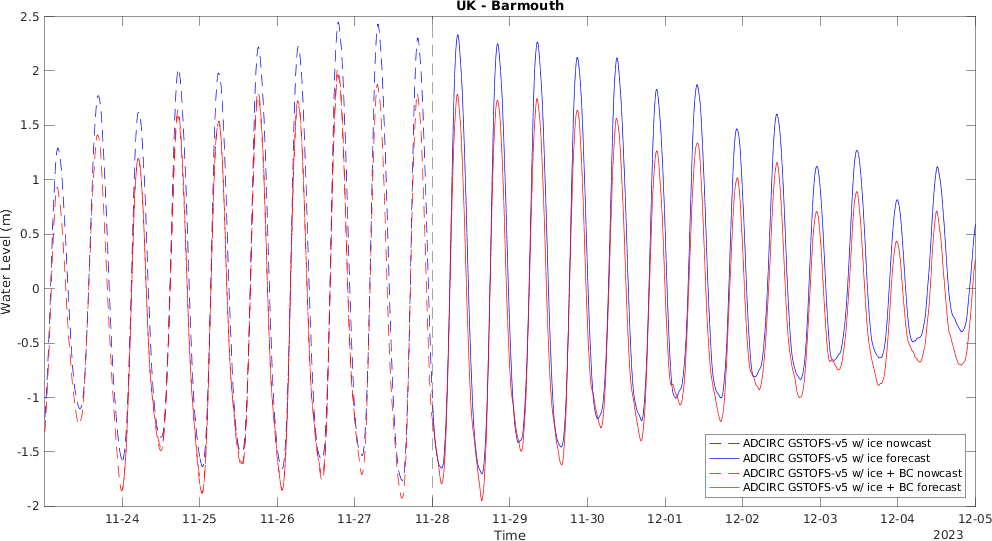 UK - Barmouth
Water Level (m)
2.5
2
1.5
1
0.5
0
-0.5
-1
-1.5
-2
ADCIRC GSTOFS-v5 w/ ice nowcast
ADCIRC GSTOFS-v5 w/ ice forecast
ADCIRC GSTOFS-v5 w/ ice + BC nowcast
ADCIRC GSTOFS-v5 w/ ice + BC forecast
11-24 11-25 11-26 11-27 11-28 11-29 11-30 12-01 12-02 12-03 12-04 12-05
Time
2023